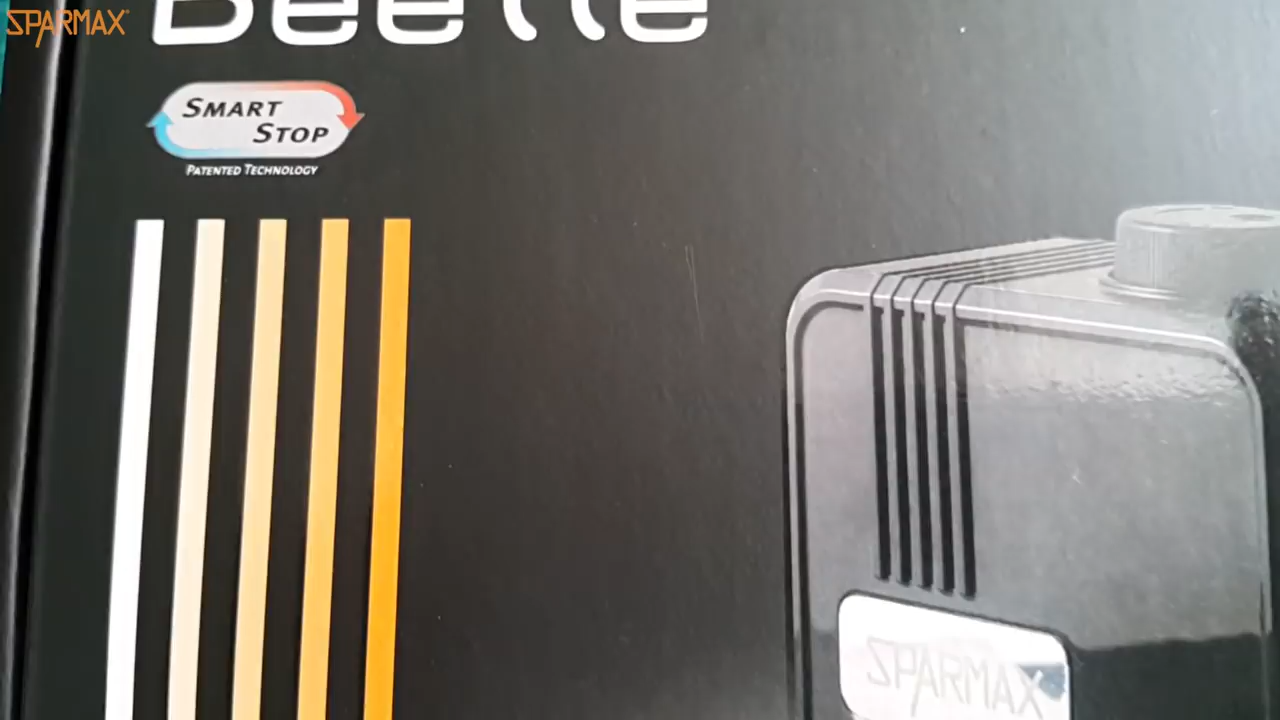 SPARMAX
Beetle
SMART
STOP
PATENTED TECHNOLOGY
SPARMAX